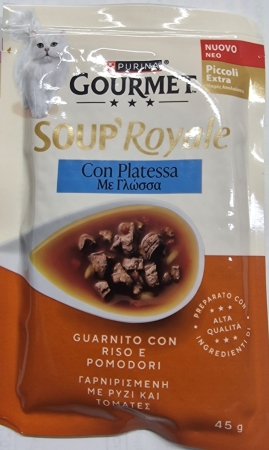 PURINA
GOURMET
NUOVO
ΝΕΟ
Piccoli
Extra
SOUP Royale
Con Platessa
Με Γλώσσα
GUARNITO CON
RISO E
POMODORI
ΓΑΡΝΙΡΙΣΜΕΝΗ
ΜΕ ΡΥΖΙ ΚΑΙ
ΤΟΜΑΤΕΣ
PREPARATO CON
ALTA
QUALITÀ
INGREDIENTI DI
45 g